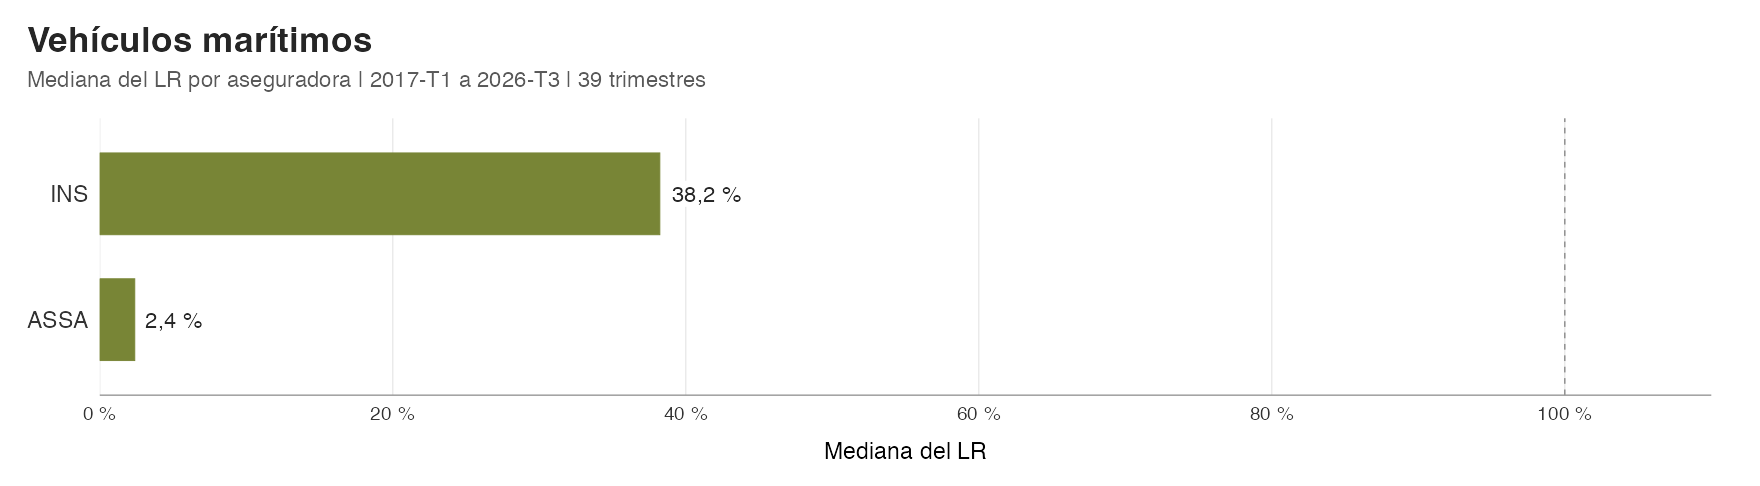 Vehículos marítimos
Mediana del LR por aseguradora | 2017-T1 a 2026-T3 | 39 trimestres
INS
38,2 %
ASSA
2,4 %
0 %
20 %
40 %
60 %
80 %
100 %
Mediana del LR